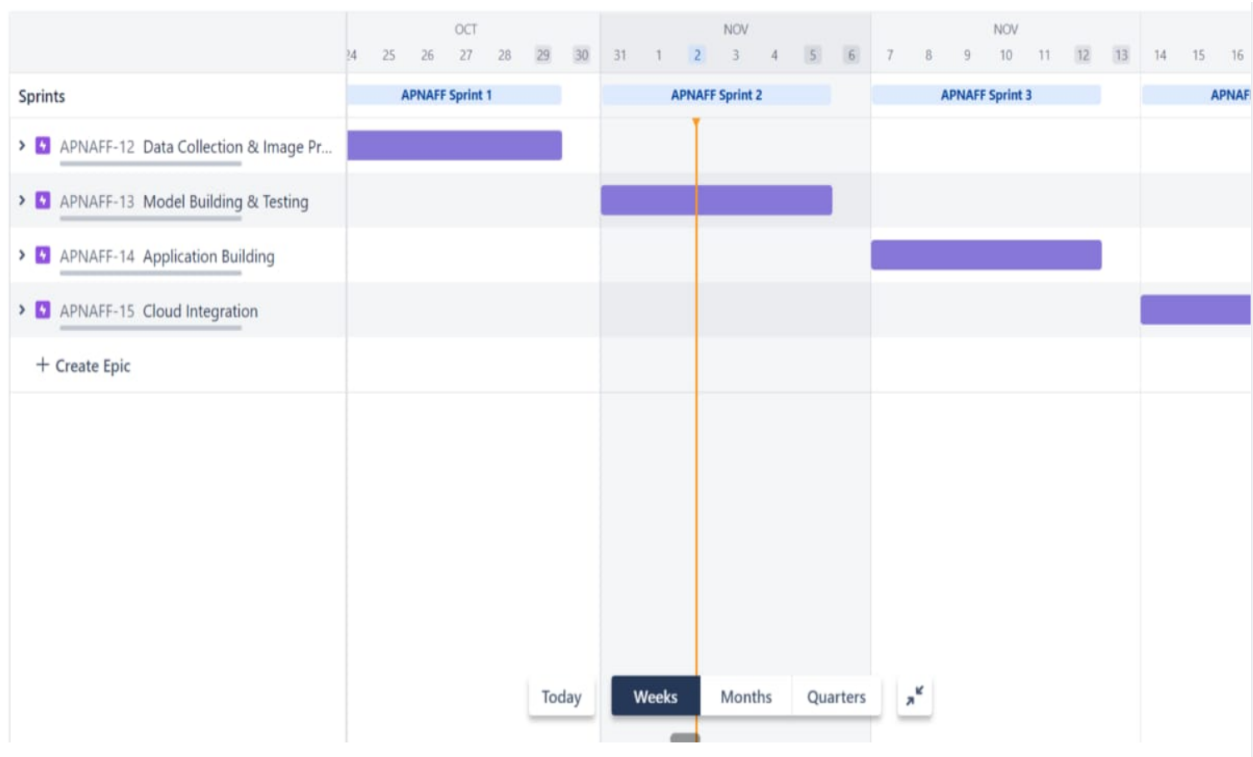 OCT NOV NOV
24 25 26 27 28 29 30 31 1 2 3 4 5 6 7 8 9 10 11 12 13 14 15 16
Sprints APNAFF Sprint 1 APNAFF Sprint 2 APNAFF Sprint 3 APNAF
APNAFF-12 Data Collection & Image Pr...
APNAFF-13 Model Building & Testing
APNAFF-14 Application Building
APNAFF-15 Cloud Integration
+ Create Epic
Today Weeks Months Quarters